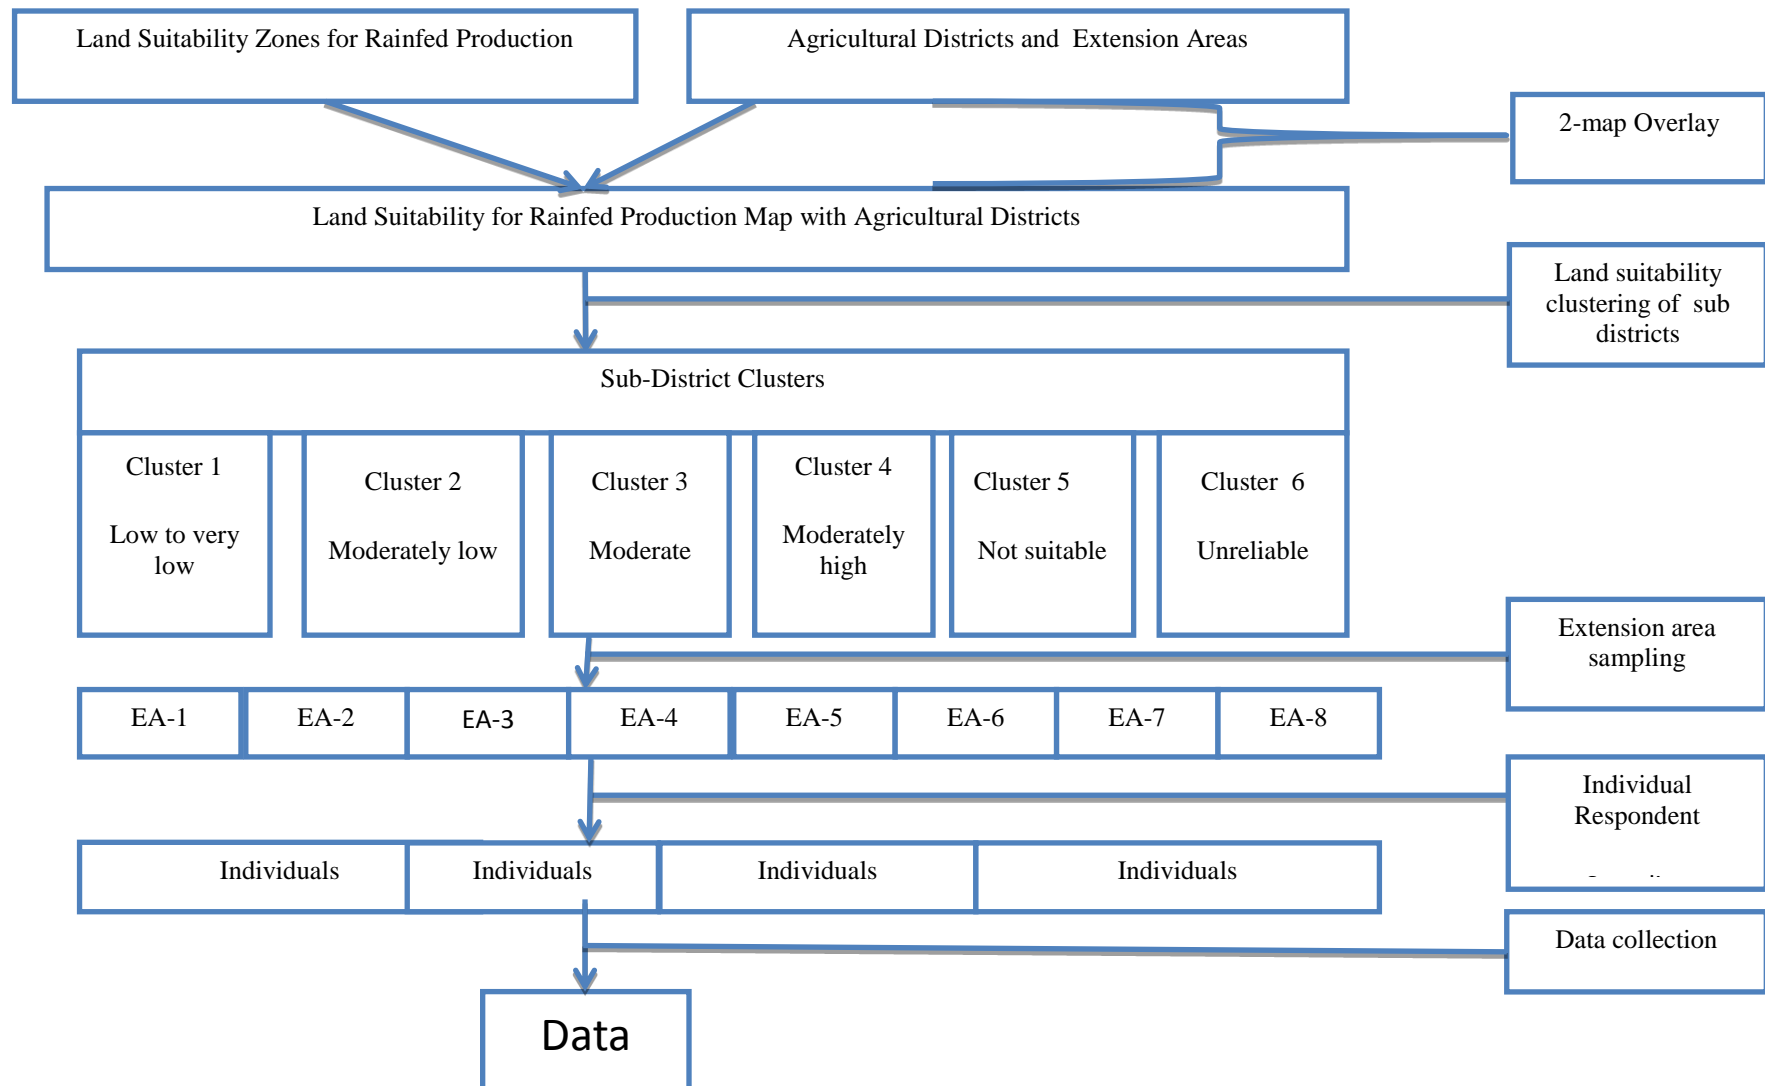 Land Suitability Zones for Rainfed Production
Agricultural Districts and Extension Areas
2-map Overlay
Land Suitability for Rainfed Production Map with Agricultural Districts
Land suitability
clustering of sub
districts
Sub-District Clusters
Cluster 1
Low to very
low
Cluster 2
Moderately low
Cluster 3
Moderate
Cluster 4
Moderately
high
Cluster 5
Not suitable
Cluster 6
Unreliable
Extension area
sampling
EA-1
EA-2
EA-3
EA-4
EA-5
EA-6
EA-7
EA-8
Individual
Respondent
Individuals
Individuals
Individuals
Individuals
Data collection
Data